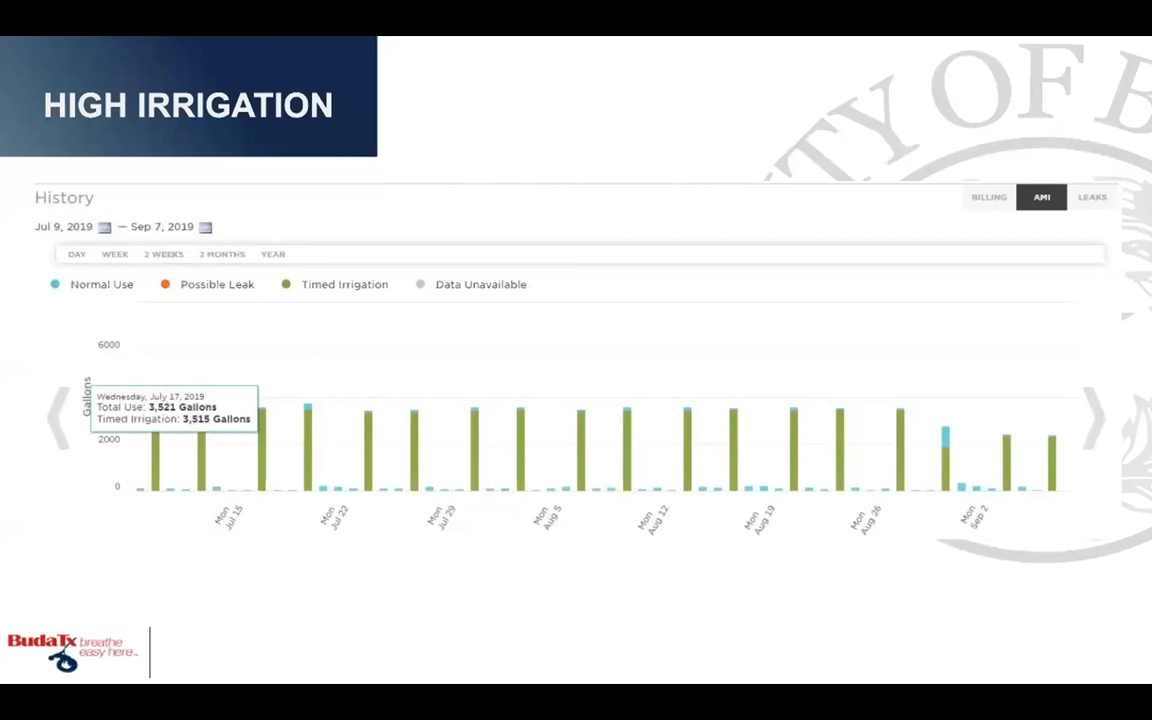 HIGH IRRIGATION
ITY OF B
History
BILLING AMI LEAKS
Jul 9, 2019 — Sep 7, 2019
DAY WEEK 2 WEEKS 2 MONTHS YEAR
Normal Use Possible Leak Timed Irrigation Data Unavailable
6000
Gallons
Wednesday, July 17, 2019
Total Use: 3,521 Gallons
Timed Irrigation: 3,515 Gallons
2000
0
Mon Jul 15
Mon Jul 22
Mon Jul 29
Mon Aug 5
Mon Aug 12
Mon Aug 19
Mon Aug 26
Mon Sep 2
BudaTx breathe
easy here..